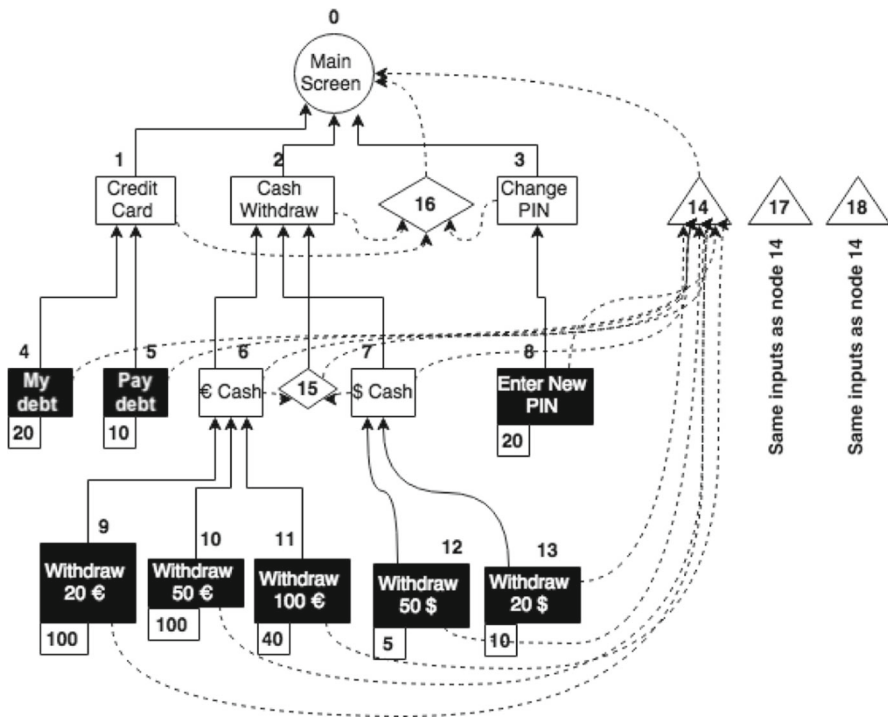 0
Main
Screen
1
2
3
Credit
Card
Cash
Withdraw
16
Change
PIN
14
17
18
Same inputs as node 14
Same inputs as node 14
4
5
6
7
8
My
debt
Pay
debt
€ Cash
15
$ Cash
Enter New
PIN
20
10
20
9
10
11
12
13
Withdraw
20 €
Withdraw
50 €
Withdraw
100 €
Withdraw
50 $
Withdraw
20 $
100
100
40
5
10